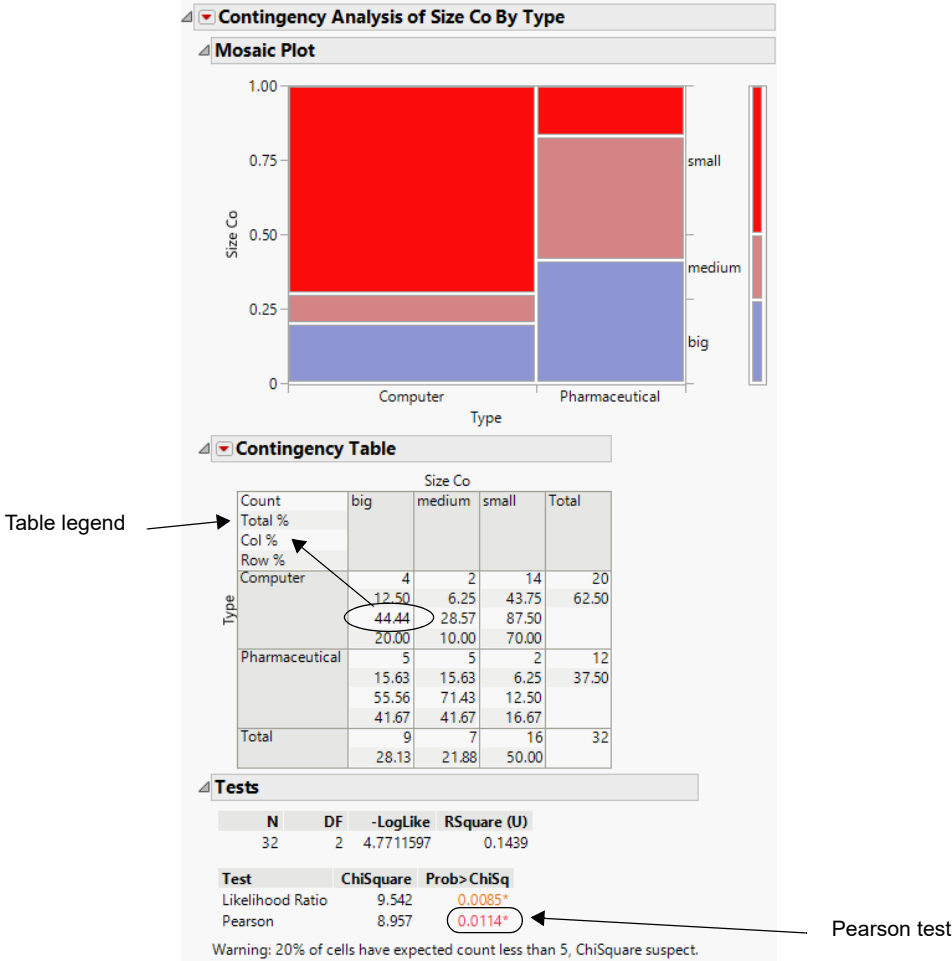 Contingency Analysis of Size Co By Type
Mosaic Plot
1.00
0.75
0.50
0.25
0
Size Co
small
medium
big
Computer Pharmaceutical
Type
Contingency Table
Size Co
Count big medium small Total
Total %
Col %
Row %
Table legend
Type
Computer 4 2 14 20
12.50 6.25 43.75 62.50
44.44 28.57 87.50
20.00 10.00 70.00
Pharmaceutical 5 5 2 12
15.63 15.63 6.25 37.50
55.56 71.43 12.50
41.67 41.67 16.67
Total 9 7 16 32
28.13 21.88 50.00
Tests
N DF -LogLike RSquare (U)
32 2 4.7711597 0.1439
Test ChiSquare Prob>ChiSq
Likelihood Ratio 9.542 0.0085*
Pearson 8.957 0.0114*
Pearson test
Warning: 20% of cells have expected count less than 5, ChiSquare suspect.